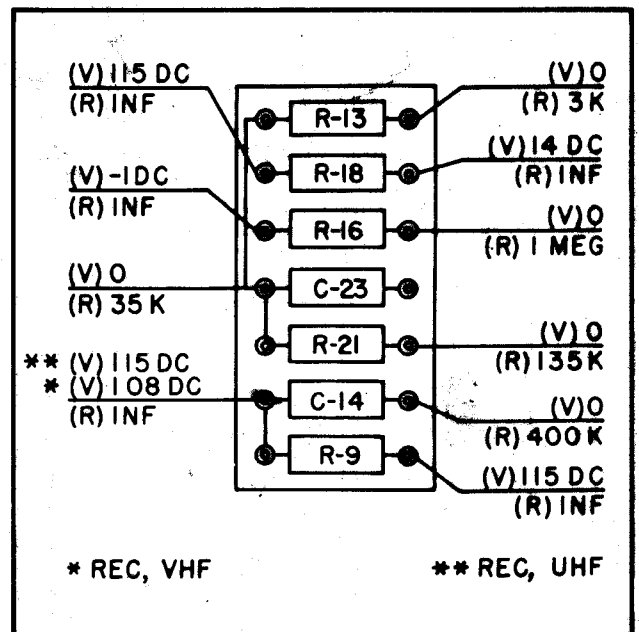 (V) 115 DC
(R) INF
(V) -1 DC
(R) INF
(V) 0
(R) 35 K
** (V) 115 DC
* (V) 108 DC
(R) INF
R-13
R-18
R-16
C-23
R-21
C-14
R-9
(V) 0
(R) 3 K
(V) 14 DC
(R) INF
(V) 0
(R) 1 MEG
(V) 0
(R) 135 K
(V) 0
(R) 400 K
(V) 115 DC
(R) INF
* REC, VHF
** REC, UHF